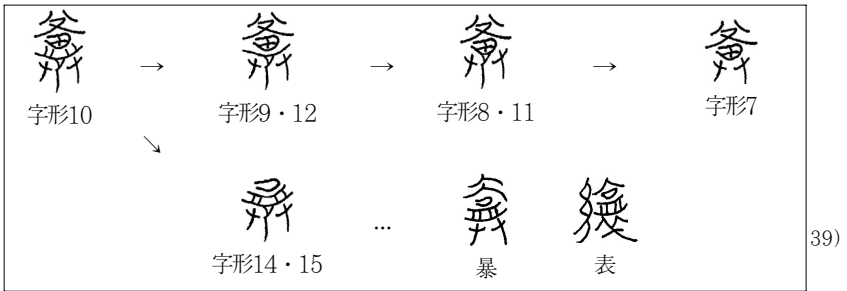 → → →
字形10 字形9・12 字形8・11 字形7
↘
...
字形14・15 暴 表
39)